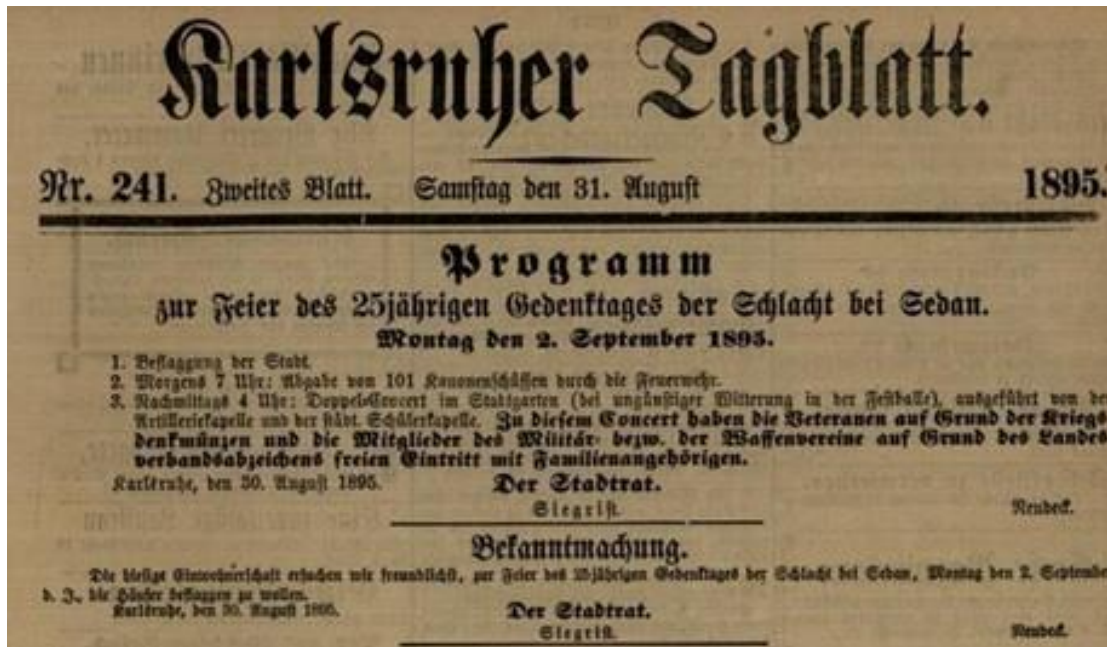 Karlsruher Tagblatt.
Nr. 241. Zweites Blatt. Samstag den 31. August 1895.
Programm
zur Feier des 25jährigen Gedenktages der Schlacht bei Sedan.
Montag den 2. September 1895.
1. Beflaggung der Stadt.
2. Morgens 7 Uhr: Abgabe von 101 Kanonenschüssen durch die Feuerwehr.
3. Nachmittags 4 Uhr: Doppel-Concert im Stadtgarten (bei ungünstiger Witterung in der Festhalle), ausgeführt von de
Artilleriekapelle und der städt. Schülerkapelle. Zu diesem Concert haben die Veteranen auf Grund der Kriegs
denkmünzen und die Mitglieder des Militär- bezw. der Waffenvereine auf Grund des Landes
verbandsabzeichens freien Eintritt mit Familienangehörigen.
Karlsruhe, den 30. August 1895. Der Stadtrat.
Siegrist. Neudeck.
Bekanntmachung.
Die hiesige Einwohnerschaft ersuchen wir freundlichst, zur Feier des 25jährigen Gedenktages der Schlacht bei Sedan, Montag den 2. Septembe
d. J., die Häuser beflaggen zu wollen.
Karlsruhe, den 30. August 1895. Der Stadtrat.
Siegrist. Neudeck.